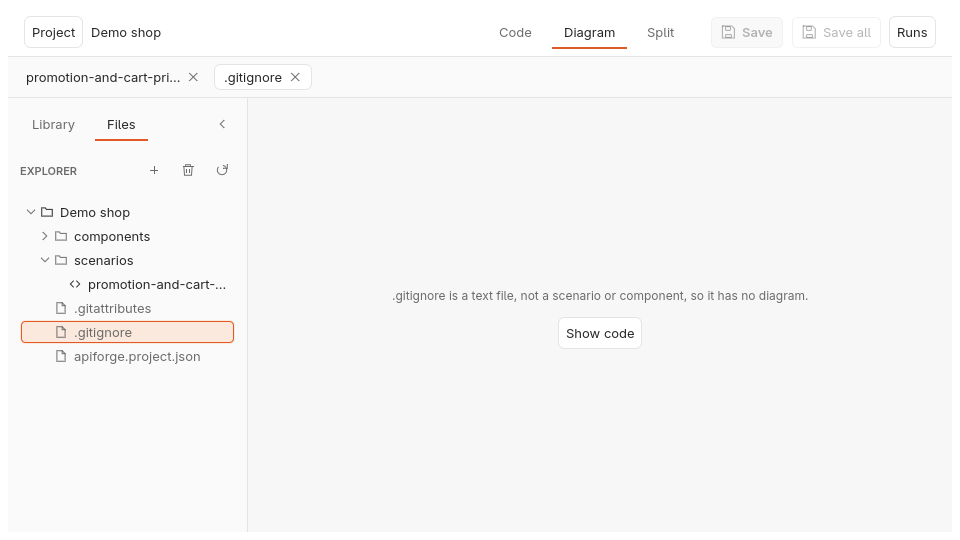 Project Demo shop Code Diagram Split Save Save all Runs
promotion-and-cart-pri... .gitignore
Library Files
EXPLORER
Demo shop
components
scenarios
promotion-and-cart-...
.gitattributes
.gitignore
apiforge.project.json
.gitignore is a text file, not a scenario or component, so it has no diagram.
Show code